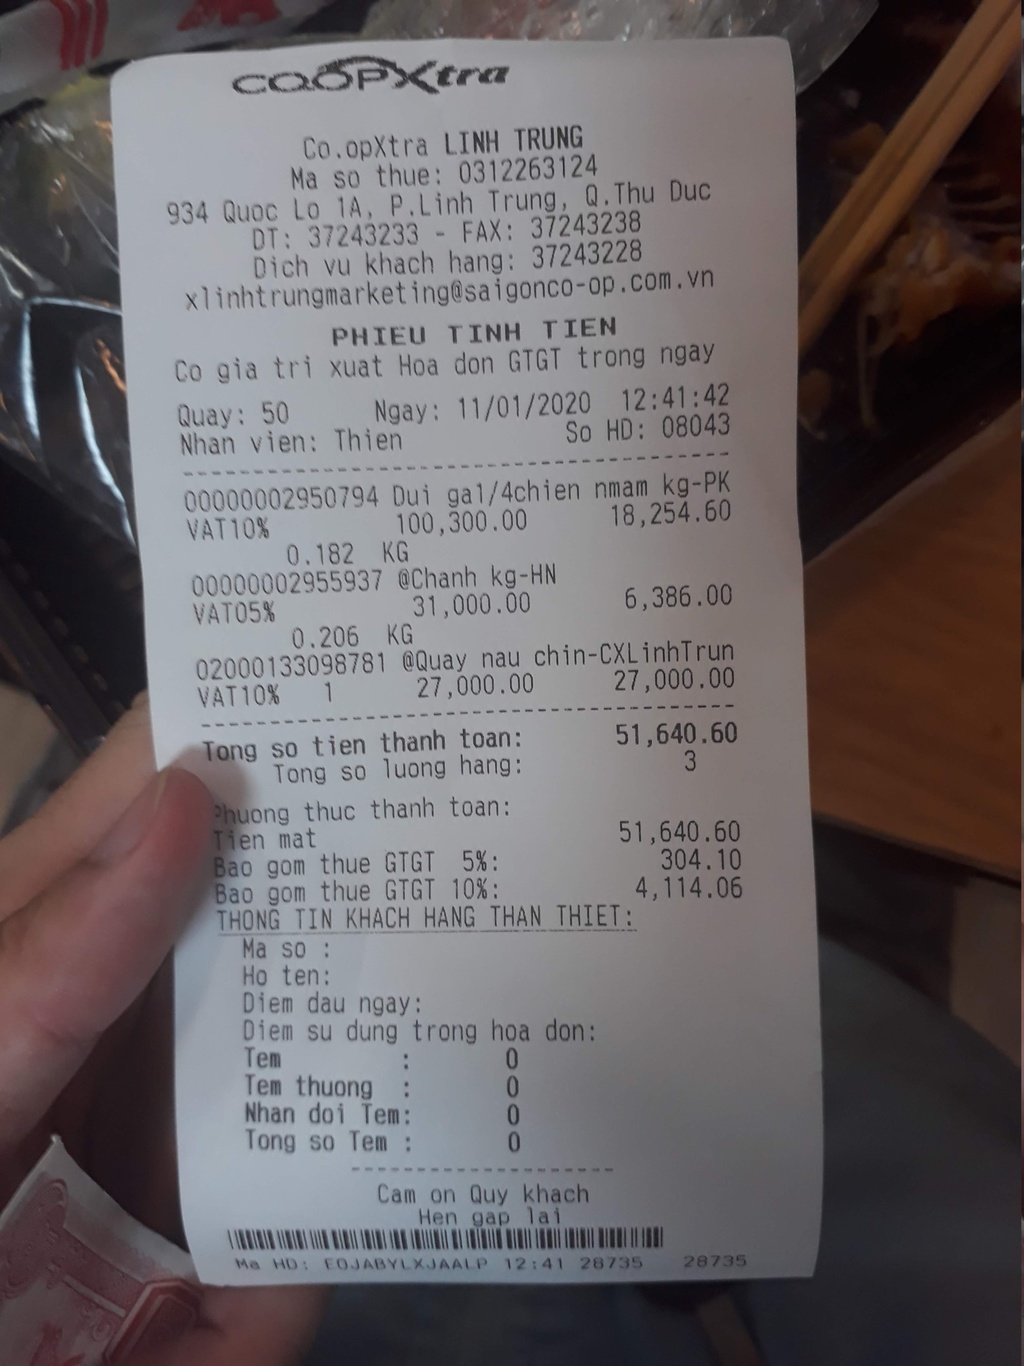 COOPXtra
Co.opXtra LINH TRUNG
Ma so thue: 0312263124
934 Quoc Lo 1A, P.Linh Trung, Q.Thu Duc
DT: 37243233 - FAX: 37243238
Dich vu khach hang: 37243228
xlinhtrungmarketing@saigonco-op.com.vn
PHIEU TINH TIEN
Co gia tri xuat Hoa don GTGT trong ngay
Quay: 50 Ngay: 11/01/2020 12:41:42
Nhan vien: Thien So HD: 08043
00000002950794 Dui ga1/4chien nmam kg-PK
VAT10% 100,300.00 18,254.60
0.182 KG
00000002955937 @Chanh kg-HN
VAT05% 31,000.00 6,386.00
0.206 KG
02000133098781 @Quay nau chin-CXLinhTrun
VAT10% 1 27,000.00 27,000.00
Tong so tien thanh toan: 51,640.60
Tong so luong hang: 3
Phuong thuc thanh toan:
Tien mat 51,640.60
Bao gom thue GTGT 5%: 304.10
Bao gom thue GTGT 10%: 4,114.06
THONG TIN KHACH HANG THAN THIET:
Ma so :
Ho ten:
Diem dau ngay:
Diem su dung trong hoa don:
Tem : 0
Tem thuong : 0
Nhan doi Tem: 0
Tong so Tem : 0
Cam on Quy khach
Hen gap lai
Ma HD: EOJABYLXJAALP 12:41 28735 28735